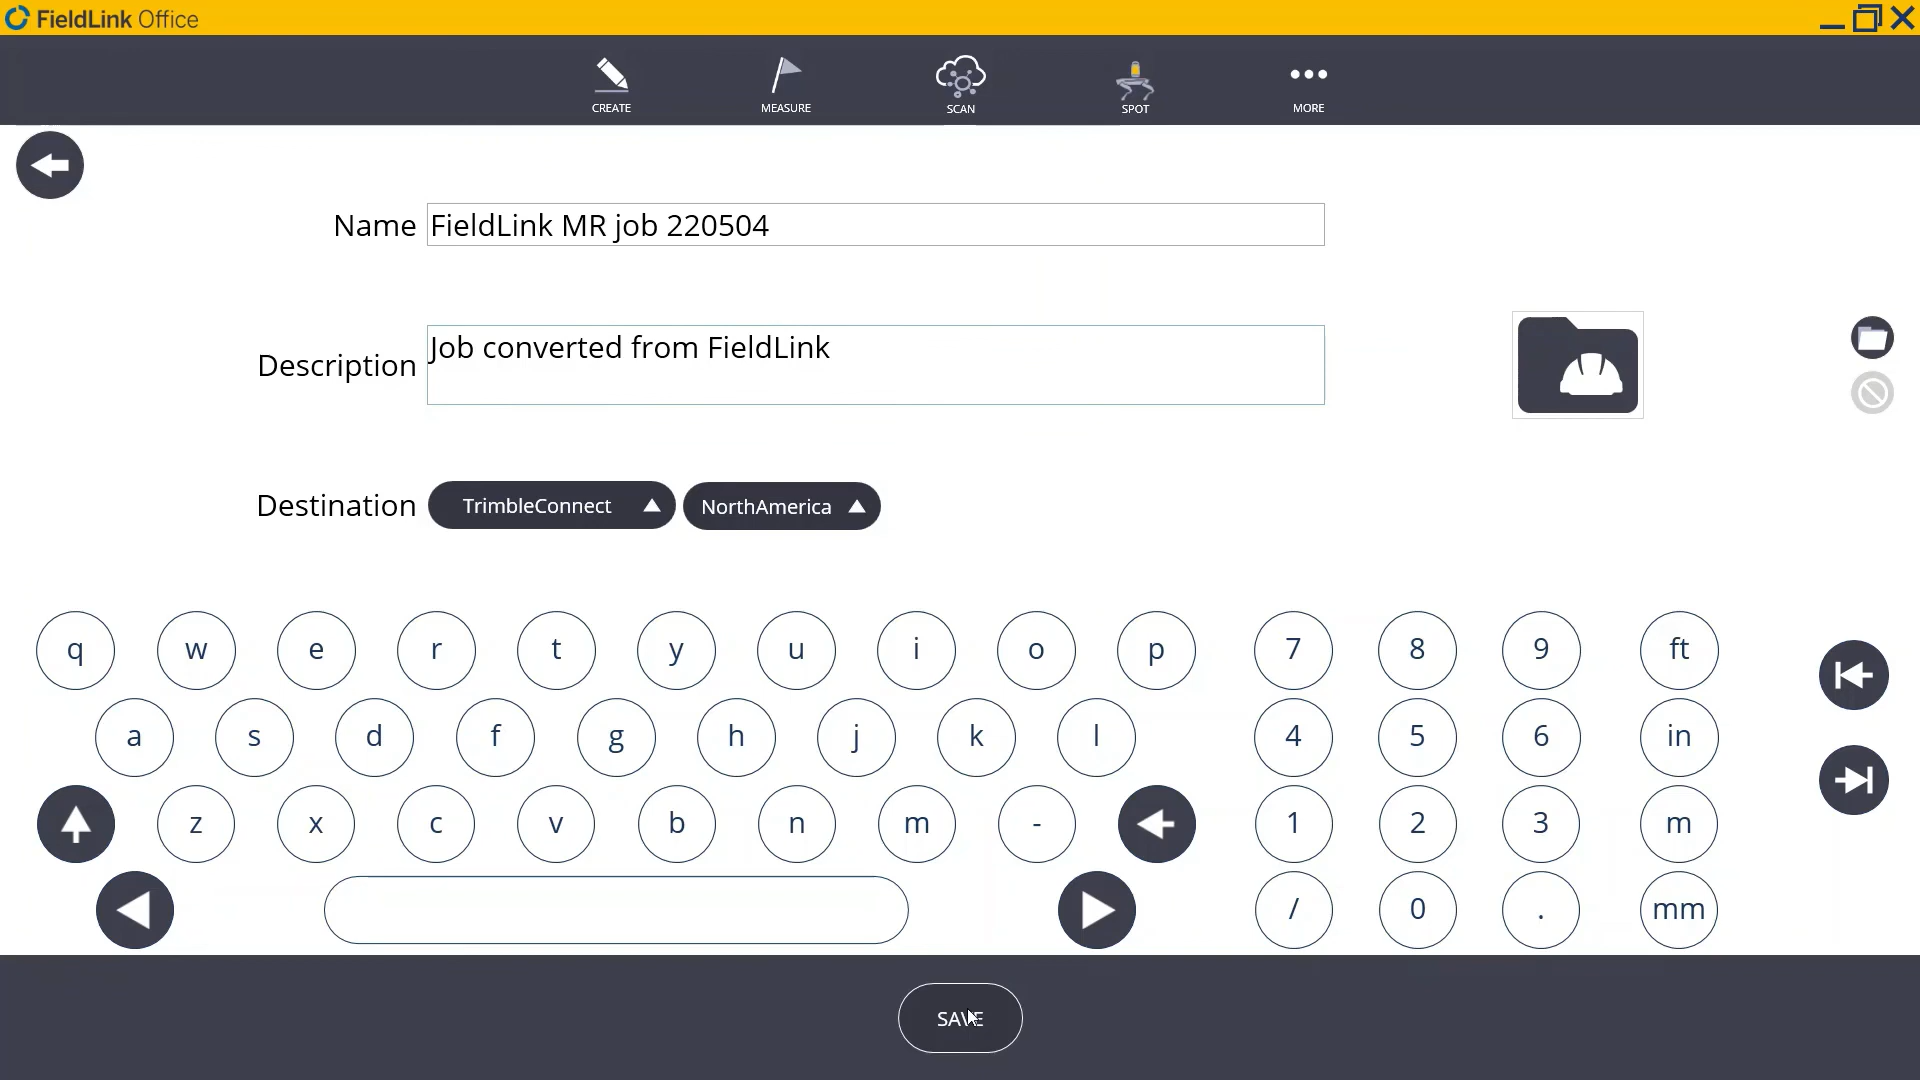 FieldLink Office
CREATE
MEASURE
SCAN
SPOT
MORE
Name
FieldLink MR job 220504
Description
Job converted from FieldLink
Destination
TrimbleConnect
NorthAmerica
q w e r t y u i o p 7 8 9 ft
a s d f g h j k l 4 5 6 in
z x c v b n m - 1 2 3 m
/ 0 . mm
SAVE